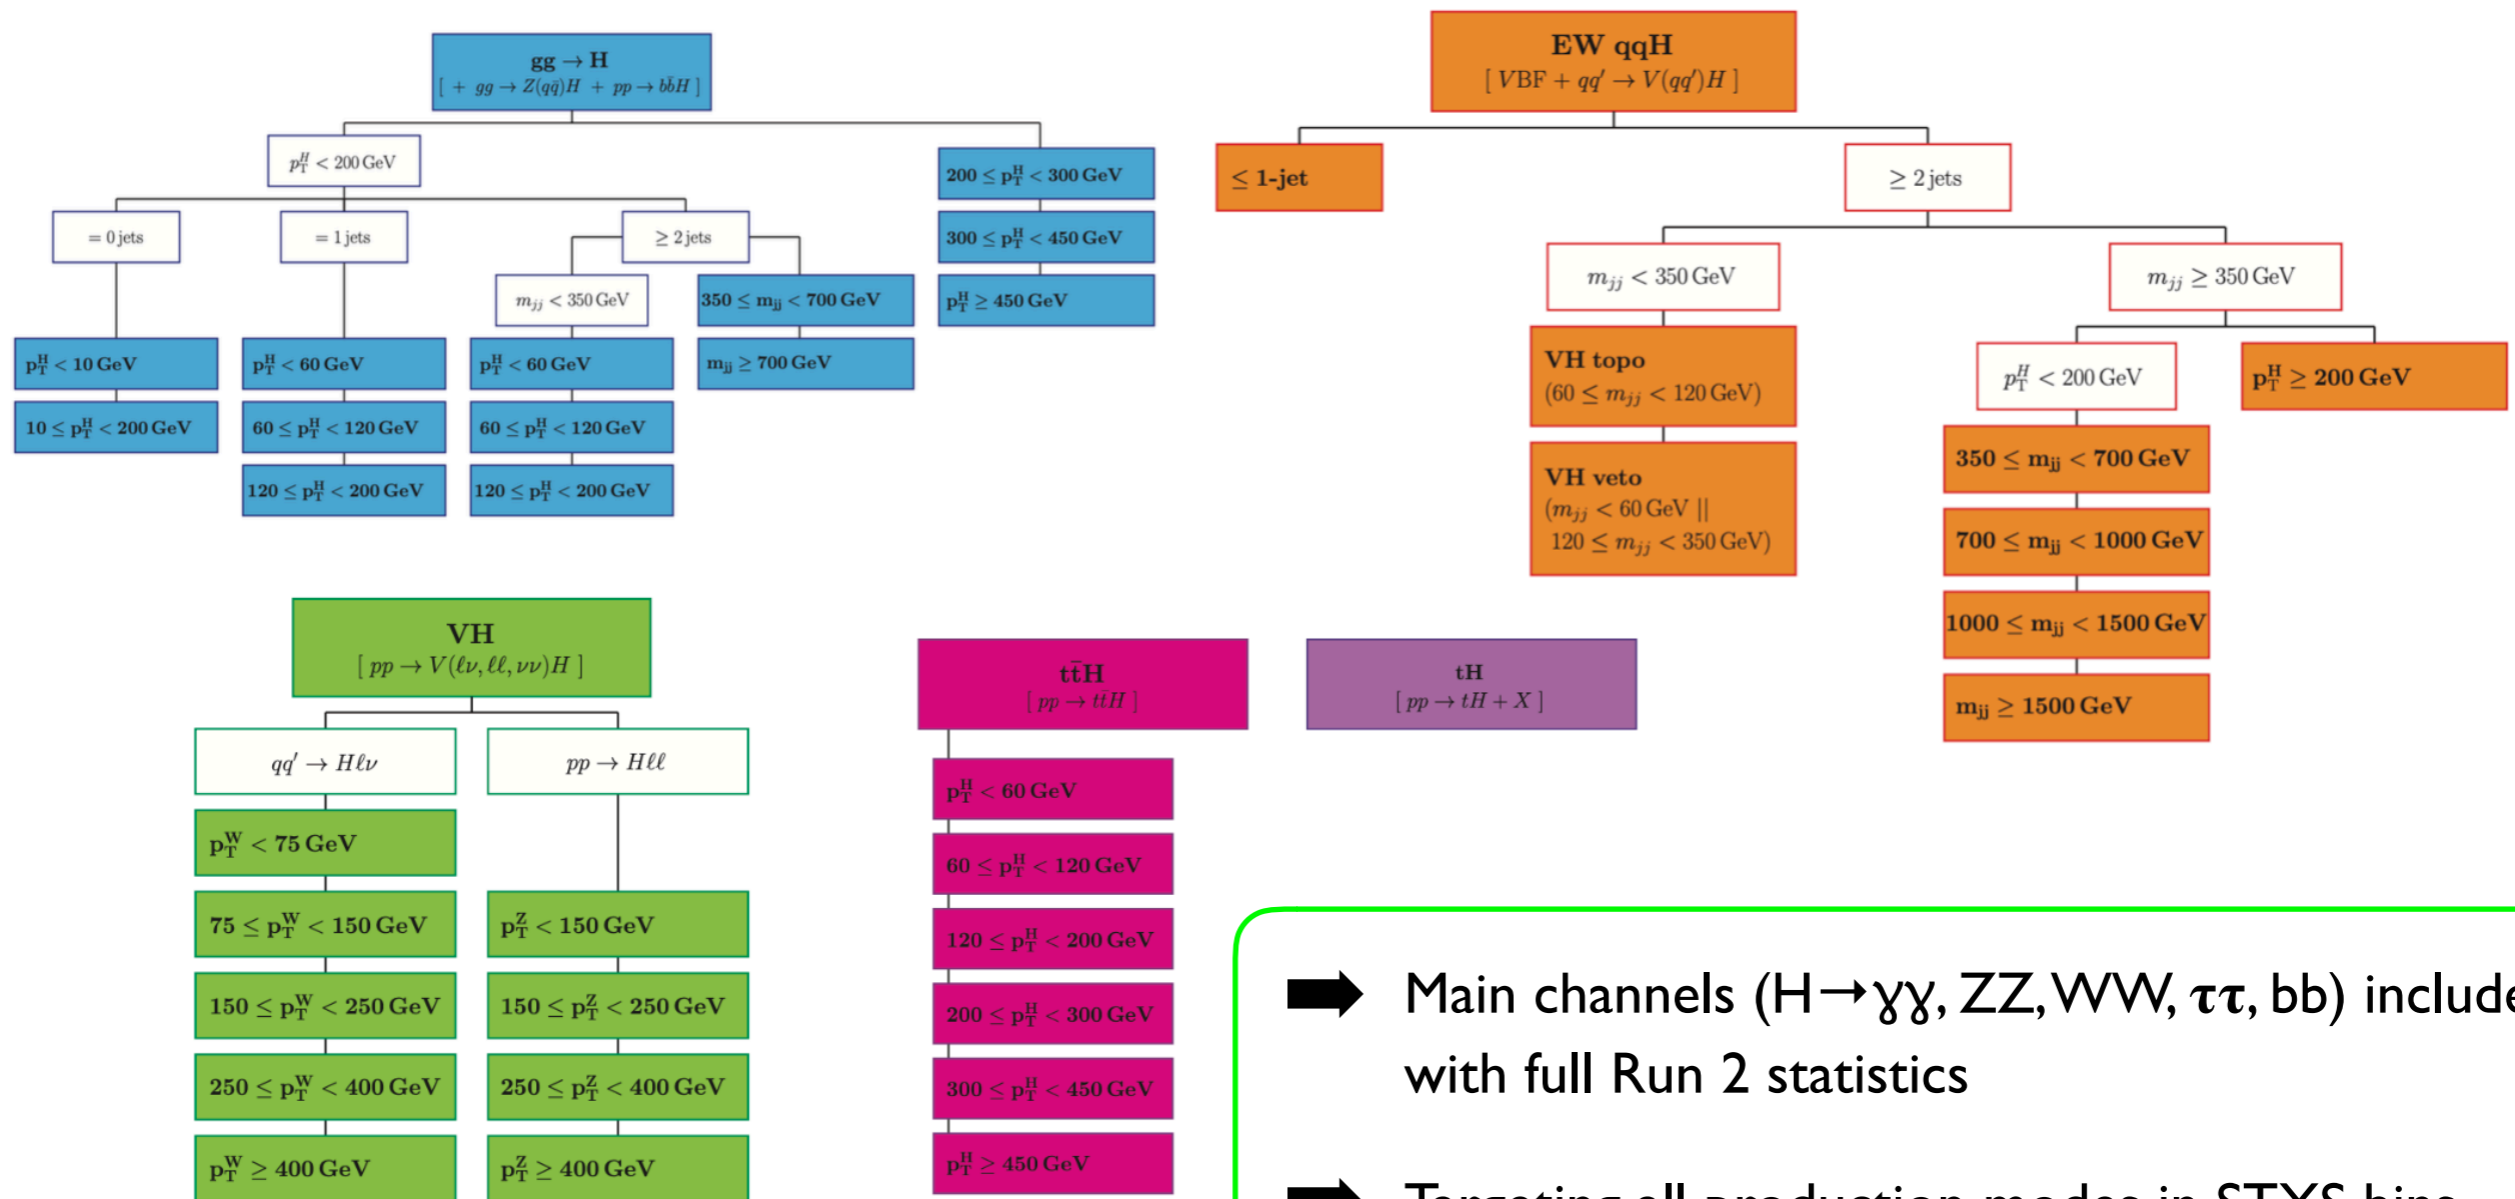 gg → H
[ + gg → Z(qq̄)H + pp → bb̄H ]
p_T^H < 200 GeV
= 0 jets
= 1 jets
≥ 2 jets
m_jj < 350 GeV
350 ≤ m_jj < 700 GeV
m_jj ≥ 700 GeV
200 ≤ p_T^H < 300 GeV
300 ≤ p_T^H < 450 GeV
p_T^H ≥ 450 GeV
p_T^H < 10 GeV
10 ≤ p_T^H < 200 GeV
p_T^H < 60 GeV
60 ≤ p_T^H < 120 GeV
120 ≤ p_T^H < 200 GeV
p_T^H < 60 GeV
60 ≤ p_T^H < 120 GeV
120 ≤ p_T^H < 200 GeV
EW qqH
[ VBF + qq′ → V(qq′)H ]
≤ 1-jet
≥ 2 jets
m_jj < 350 GeV
m_jj ≥ 350 GeV
VH topo
(60 ≤ m_jj < 120 GeV)
VH veto
(m_jj < 60 GeV ||
120 ≤ m_jj < 350 GeV)
p_T^H < 200 GeV
p_T^H ≥ 200 GeV
350 ≤ m_jj < 700 GeV
700 ≤ m_jj < 1000 GeV
1000 ≤ m_jj < 1500 GeV
m_jj ≥ 1500 GeV
VH
[ pp → V(ℓν, ℓℓ, νν)H ]
qq′ → Hℓν
pp → Hℓℓ
p_T^W < 75 GeV
75 ≤ p_T^W < 150 GeV
150 ≤ p_T^W < 250 GeV
250 ≤ p_T^W < 400 GeV
p_T^W ≥ 400 GeV
p_T^Z < 150 GeV
150 ≤ p_T^Z < 250 GeV
250 ≤ p_T^Z < 400 GeV
p_T^Z ≥ 400 GeV
tt̄H
[ pp → tt̄H ]
p_T^H < 60 GeV
60 ≤ p_T^H < 120 GeV
120 ≤ p_T^H < 200 GeV
200 ≤ p_T^H < 300 GeV
300 ≤ p_T^H < 450 GeV
p_T^H ≥ 450 GeV
tH
[ pp → tH + X ]
➡ Main channels (H→γγ, ZZ, WW, ττ, bb) include
with full Run 2 statistics
➡ Targeting all production modes in STXS bins